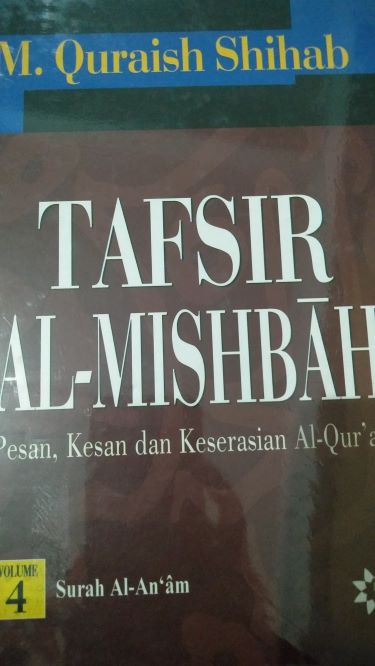 M. Quraish Shihab
TAFSIR
AL-MISHBĀH
Pesan, Kesan dan Keserasian Al-Qur'a
VOLUME
4
Surah Al-An‘âm